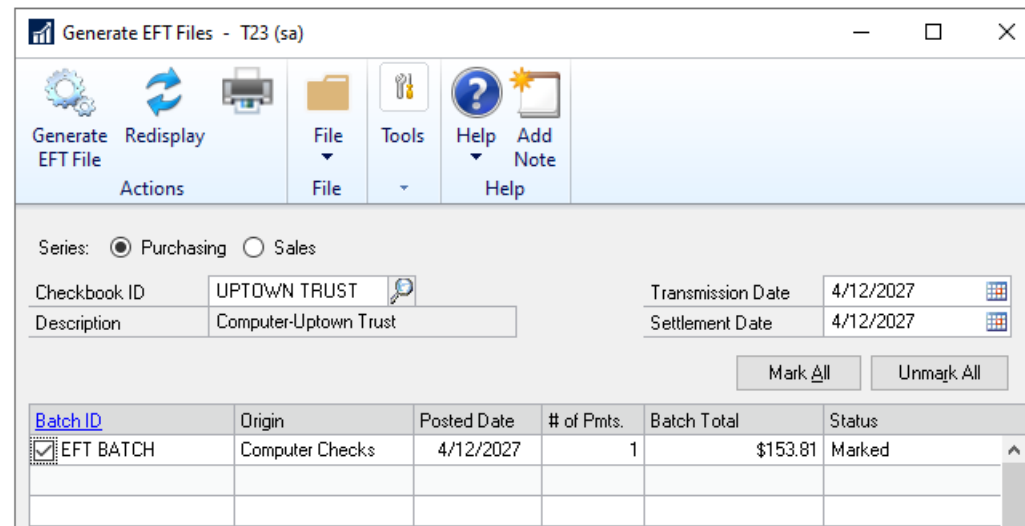 Generate EFT Files - T23 (sa)
Generate EFT File
Redisplay
File
Tools
Help
Add Note
Actions
File
Help
Series: Purchasing Sales
Checkbook ID UPTOWN TRUST Transmission Date 4/12/2027
Description Computer-Uptown Trust Settlement Date 4/12/2027
Mark All Unmark All
Batch ID Origin Posted Date # of Pmts. Batch Total Status
EFT BATCH Computer Checks 4/12/2027 1 $153.81 Marked